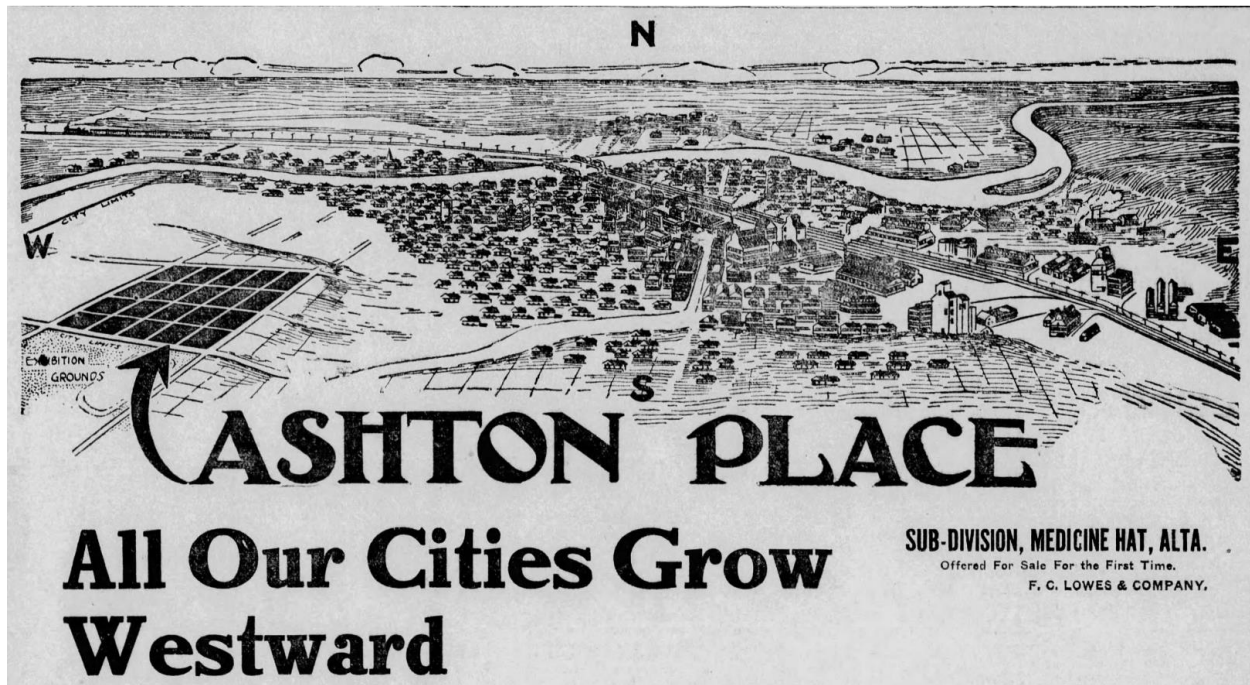 N
CITY LIMITS
W
E
EXHIBITION
GROUNDS
S
ASHTON PLACE
All Our Cities Grow
Westward
SUB-DIVISION, MEDICINE HAT, ALTA.
Offered For Sale For the First Time.
F. C. LOWES & COMPANY.